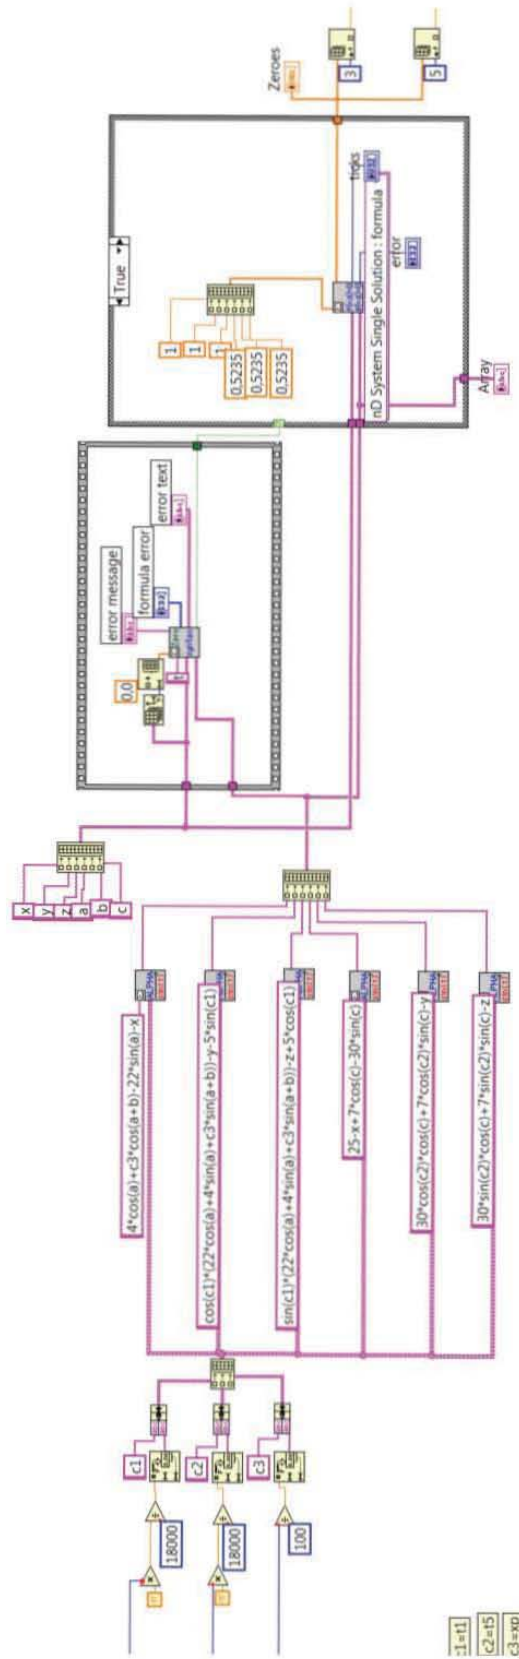 c1=t1
c2=t5
c3=xp
18000
18000
100
c1
c2
c3
4*cos(a)+c3*cos(a+b)-22*sin(a)-x
cos(c1)*(22*cos(a)+4*sin(a)+c3*sin(a+b))-y-5*sin(c1)
sin(c1)*(22*cos(a)+4*sin(a)+c3*sin(a+b))-z+5*cos(c1)
25-x+7*cos(c)-30*sin(c)
30*cos(c2)*cos(c)+7*cos(c2)*sin(c)-y
30*sin(c2)*cos(c)+7*sin(c2)*sin(c)-z
x
y
z
a
b
c
0,0
error message
formula error
error text
True
1
1
1
0,5235
0,5235
0,5235
ticks
nD System Single Solution : formula
error
Array
Zeroes
3
5